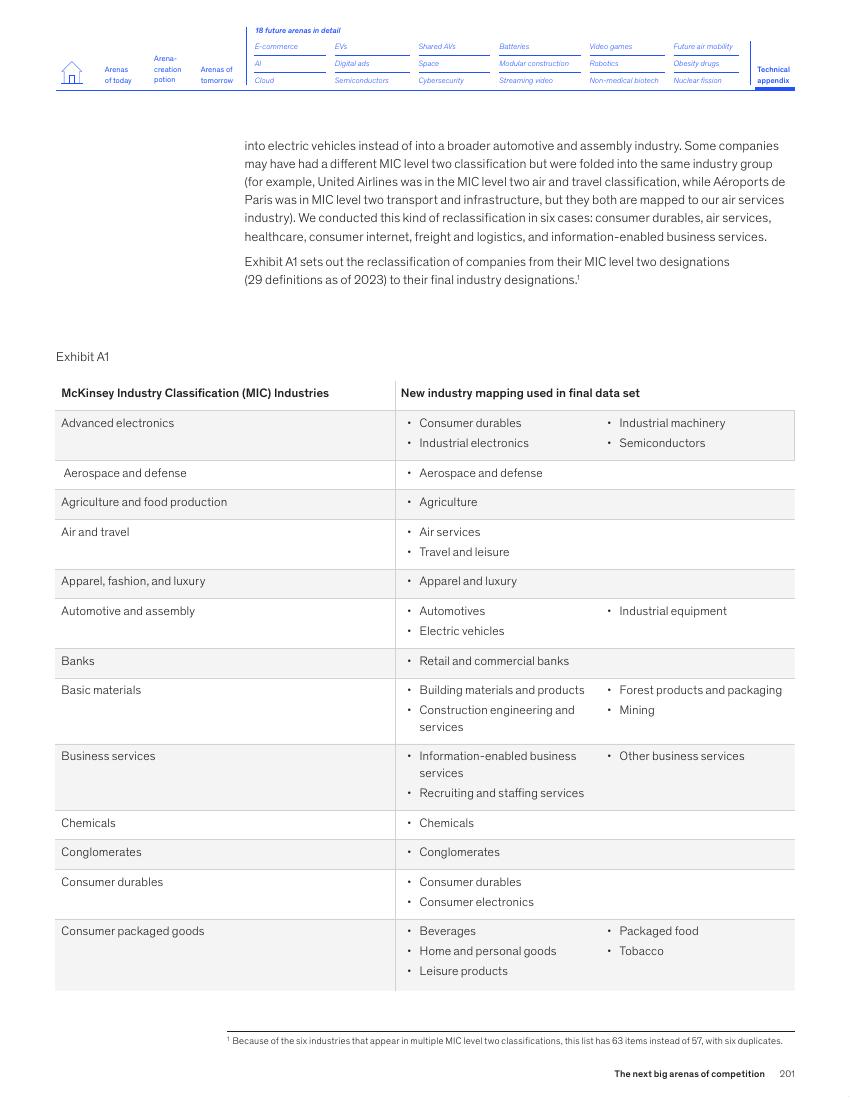 18 future arenas in detail
Arenas
of today
Arena-
creation
potion
Arenas of
tomorrow
E-commerce EVs Shared AVs Batteries Video games Future air mobility
AI Digital ads Space Modular construction Robotics Obesity drugs
Cloud Semiconductors Cybersecurity Streaming video Non-medical biotech Nuclear fission
Technical
appendix
into electric vehicles instead of into a broader automotive and assembly industry. Some companies
may have had a different MIC level two classification but were folded into the same industry group
(for example, United Airlines was in the MIC level two air and travel classification, while Aéroports de
Paris was in MIC level two transport and infrastructure, but they both are mapped to our air services
industry). We conducted this kind of reclassification in six cases: consumer durables, air services,
healthcare, consumer internet, freight and logistics, and information-enabled business services.
Exhibit A1 sets out the reclassification of companies from their MIC level two designations
(29 definitions as of 2023) to their final industry designations.¹
Exhibit A1
McKinsey Industry Classification (MIC) Industries New industry mapping used in final data set
Advanced electronics • Consumer durables • Industrial machinery
• Industrial electronics • Semiconductors
Aerospace and defense • Aerospace and defense
Agriculture and food production • Agriculture
Air and travel • Air services
• Travel and leisure
Apparel, fashion, and luxury • Apparel and luxury
Automotive and assembly • Automotives • Industrial equipment
• Electric vehicles
Banks • Retail and commercial banks
Basic materials • Building materials and products • Forest products and packaging
• Construction engineering and • Mining
services
Business services • Information-enabled business • Other business services
services
• Recruiting and staffing services
Chemicals • Chemicals
Conglomerates • Conglomerates
Consumer durables • Consumer durables
• Consumer electronics
Consumer packaged goods • Beverages • Packaged food
• Home and personal goods • Tobacco
• Leisure products
¹ Because of the six industries that appear in multiple MIC level two classifications, this list has 63 items instead of 57, with six duplicates.
The next big arenas of competition 201